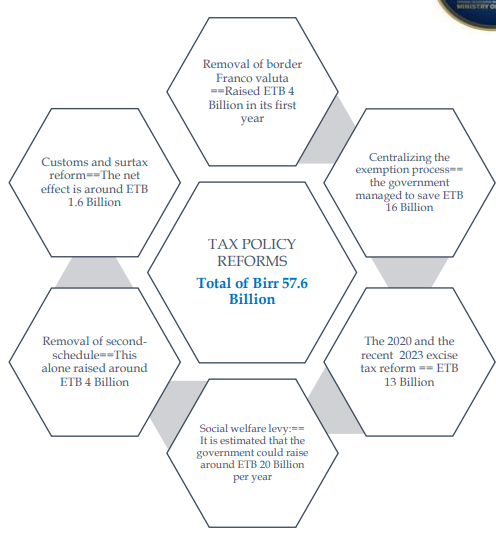 MINISTRY O
Removal of border
Franco valuta
==Raised ETB 4
Billion in its first
year
Centralizing the
exemption process==
the government
managed to save ETB
16 Billion
The 2020 and the
recent 2023 excise
tax reform == ETB
13 Billion
Social welfare levy:==
It is estimated that the
government could raise
around ETB 20 Billion
per year
Removal of second-
schedule==This
alone raised around
ETB 4 Billion
Customs and surtax
reform==The net
effect is around ETB
1.6 Billion
TAX POLICY
REFORMS
Total of Birr 57.6
Billion